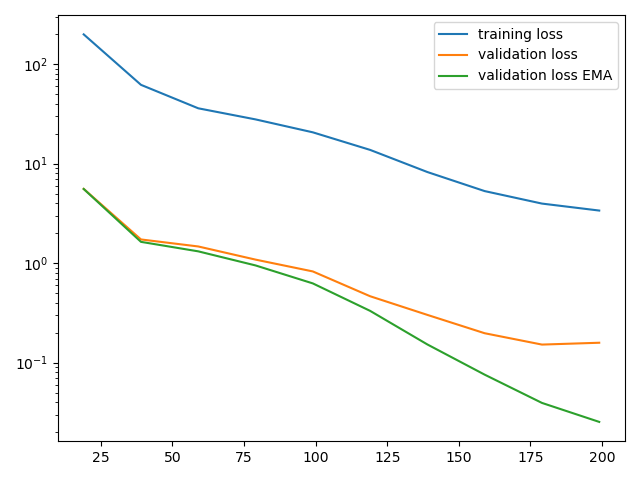 training loss
validation loss
validation loss EMA
10²
10¹
10⁰
10⁻¹
25 50 75 100 125 150 175 200